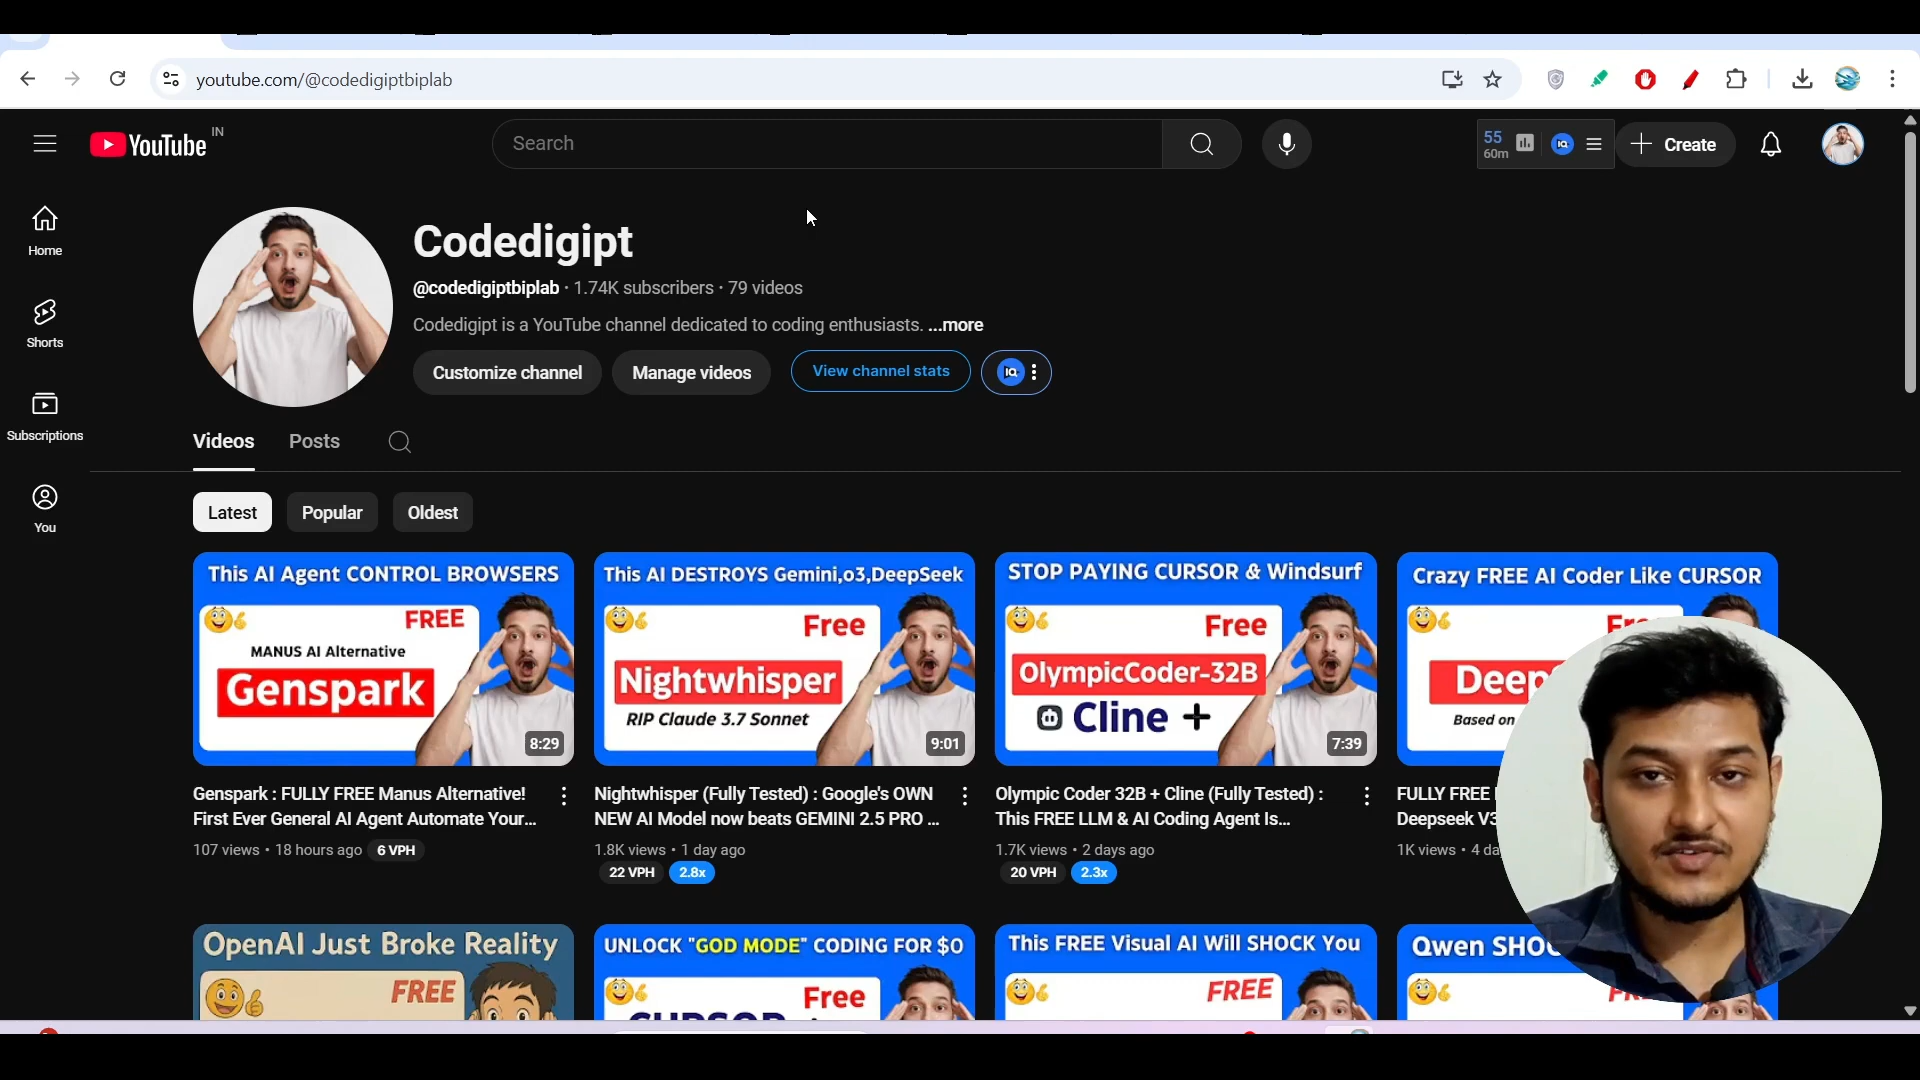 youtube.com/@codedigiptbiplab
YouTube IN
Search
55
60m
Create
Home
Shorts
Subscriptions
You
Codedigipt
@codedigiptbiplab · 1.74K subscribers · 79 videos
Codedigipt is a YouTube channel dedicated to coding enthusiasts. ...more
Customize channel
Manage videos
View channel stats
IQ
Videos
Posts
Latest
Popular
Oldest
This AI Agent CONTROL BROWSERS
FREE
MANUS AI Alternative
Genspark
8:29
Genspark : FULLY FREE Manus Alternative!
First Ever General AI Agent Automate Your...
107 views · 18 hours ago
6 VPH
This AI DESTROYS Gemini,o3,DeepSeek
Free
Nightwhisper
RIP Claude 3.7 Sonnet
9:01
Nightwhisper (Fully Tested) : Google's OWN
NEW AI Model now beats GEMINI 2.5 PRO ...
1.8K views · 1 day ago
22 VPH
2.8x
STOP PAYING CURSOR & Windsurf
Free
OlympicCoder-32B
Cline +
7:39
Olympic Coder 32B + Cline (Fully Tested) :
This FREE LLM & AI Coding Agent Is...
1.7K views · 2 days ago
20 VPH
2.3x
Crazy FREE AI Coder Like CURSOR
Based on
FULLY FREE
Deepseek V3
1K views · 4
OpenAI Just Broke Reality
FREE
UNLOCK "GOD MODE" CODING FOR $0
Free
This FREE Visual AI Will SHOCK You
FREE
Qwen